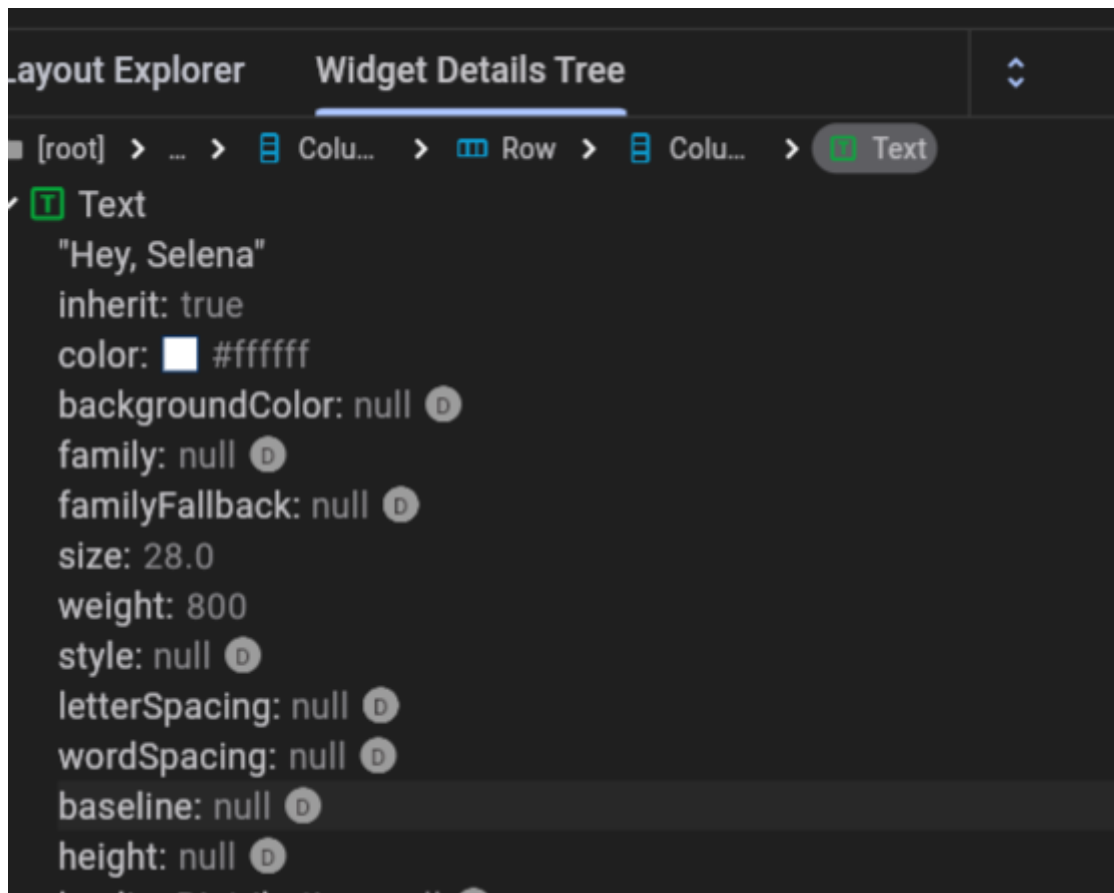 Layout Explorer Widget Details Tree
[root] > ... > Colu... > Row > Colu... > Text
Text
"Hey, Selena"
inherit: true
color: #ffffff
backgroundColor: null D
family: null D
familyFallback: null D
size: 28.0
weight: 800
style: null D
letterSpacing: null D
wordSpacing: null D
baseline: null D
height: null D